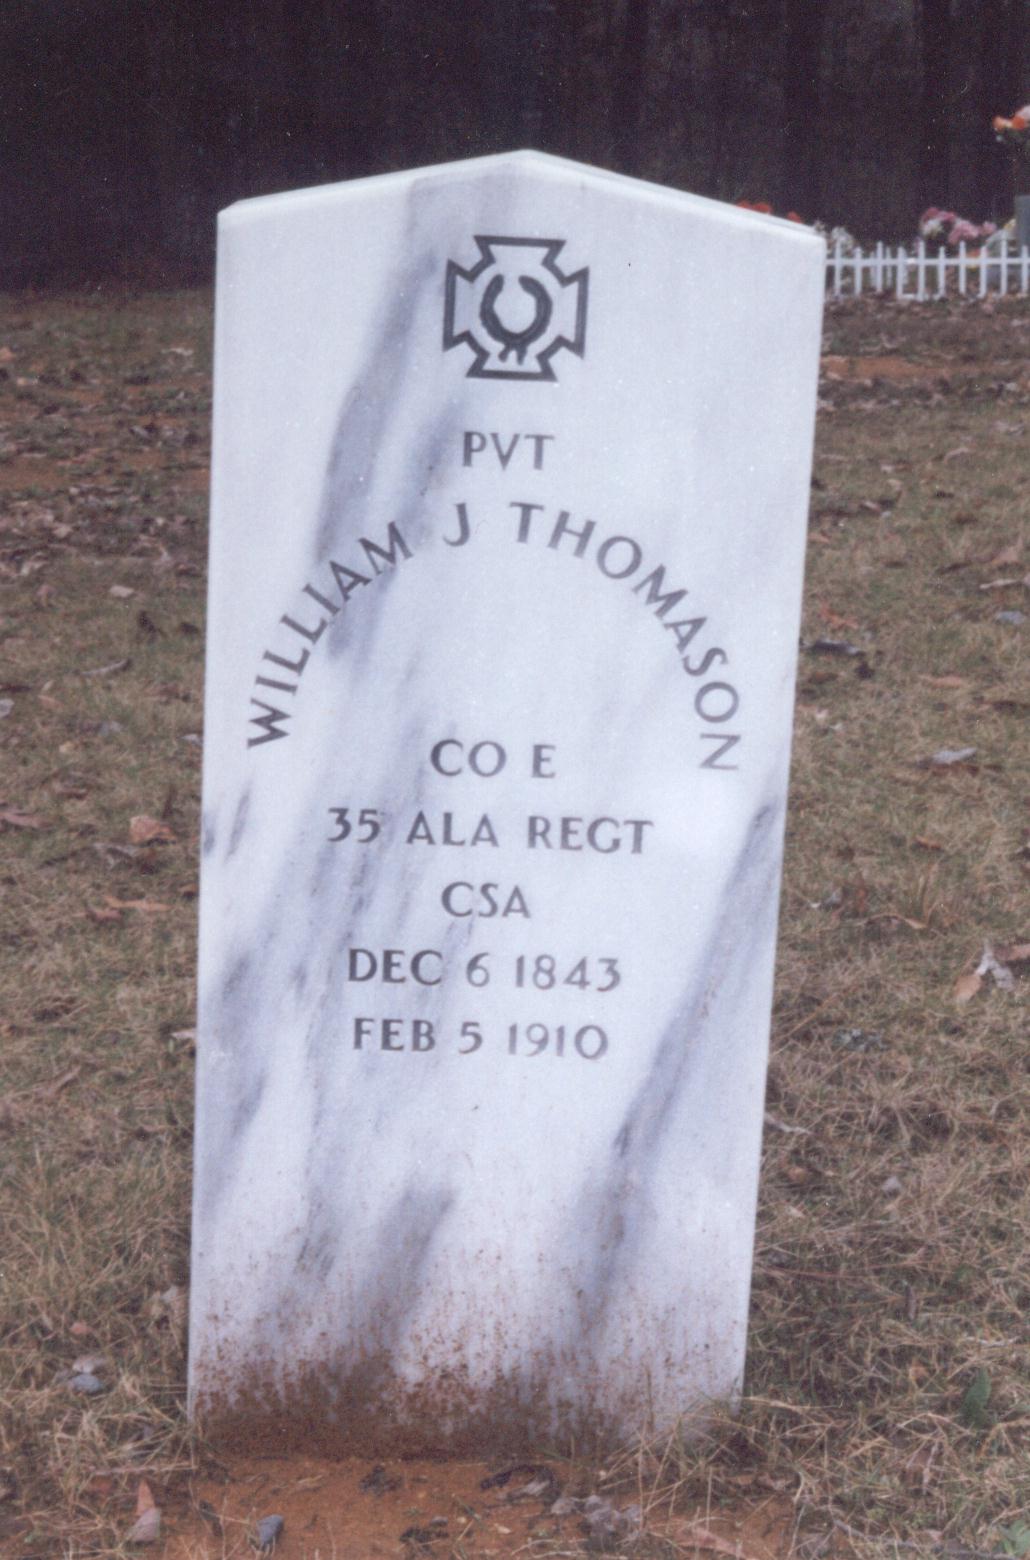 PVT
WILLIAM J THOMASON
CO E
35 ALA REGT
CSA
DEC 6 1843
FEB 5 1910